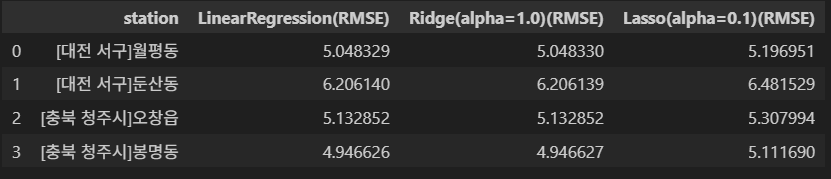 station LinearRegression(RMSE) Ridge(alpha=1.0)(RMSE) Lasso(alpha=0.1)(RMSE)
0 [대전 서구]월평동 5.048329 5.048330 5.196951
1 [대전 서구]둔산동 6.206140 6.206139 6.481529
2 [충북 청주시]오창읍 5.132852 5.132852 5.307994
3 [충북 청주시]봉명동 4.946626 4.946627 5.111690